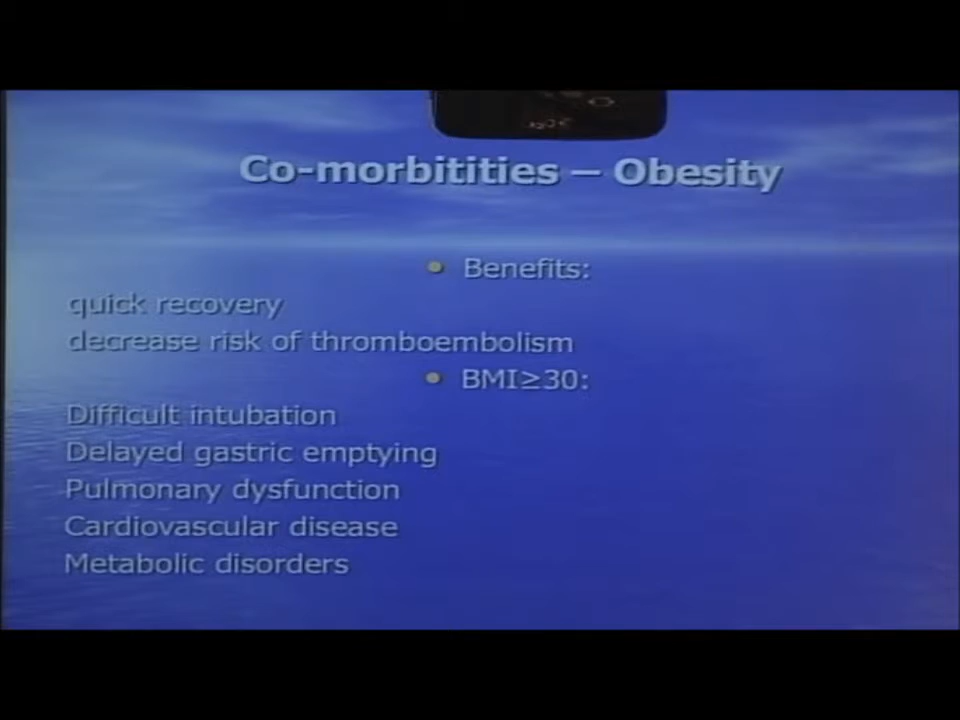 Co-morbitities – Obesity
• Benefits:
quick recovery
decrease risk of thromboembolism
• BMI≥30:
Difficult intubation
Delayed gastric emptying
Pulmonary dysfunction
Cardiovascular disease
Metabolic disorders